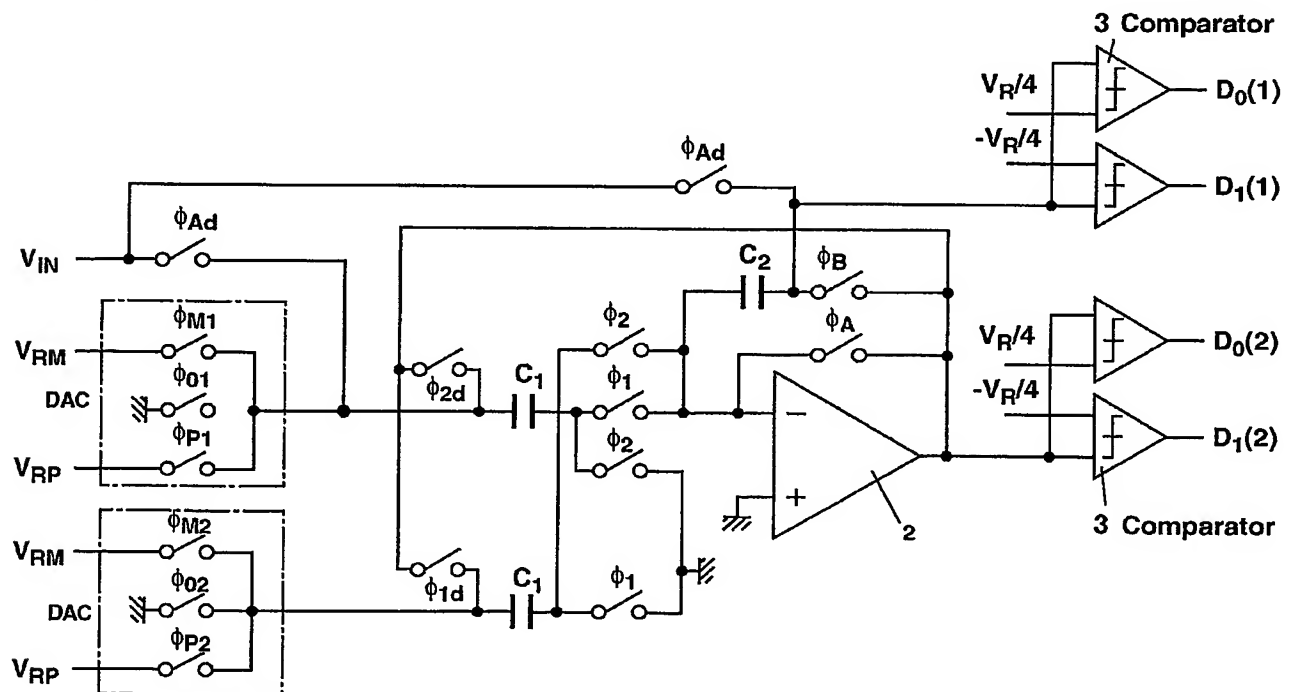 3 Comparator
V_R/4
D_0(1)
-V_R/4
D_1(1)
ϕ_Ad
ϕ_Ad
V_IN
C_2
ϕ_B
ϕ_M1
V_RM
ϕ_2
ϕ_A
V_R/4
D_0(2)
DAC
ϕ_01
ϕ_2d
C_1
ϕ_1
-V_R/4
D_1(2)
ϕ_P1
V_RP
ϕ_2
−
+
2
3 Comparator
ϕ_M2
V_RM
DAC
ϕ_02
ϕ_1d
C_1
ϕ_1
ϕ_P2
V_RP